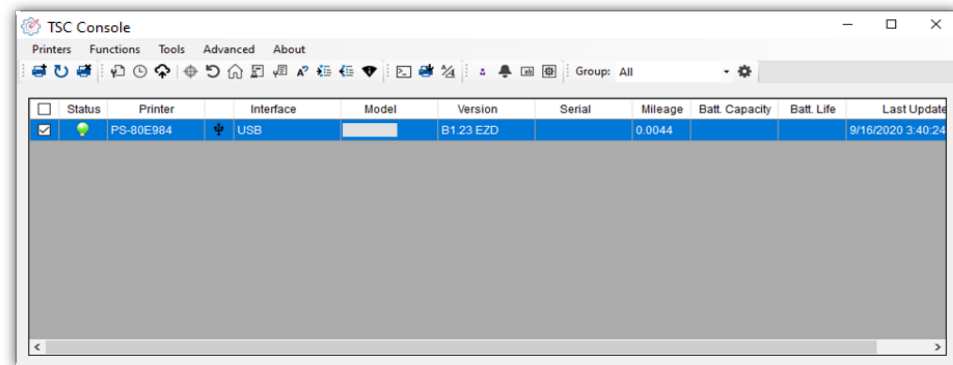 TSC Console
Printers Functions Tools Advanced About
Group: All
Status Printer Interface Model Version Serial Mileage Batt. Capacity Batt. Life Last Update
PS-80E984 USB B1.23 EZD 0.0044 9/16/2020 3:40:24